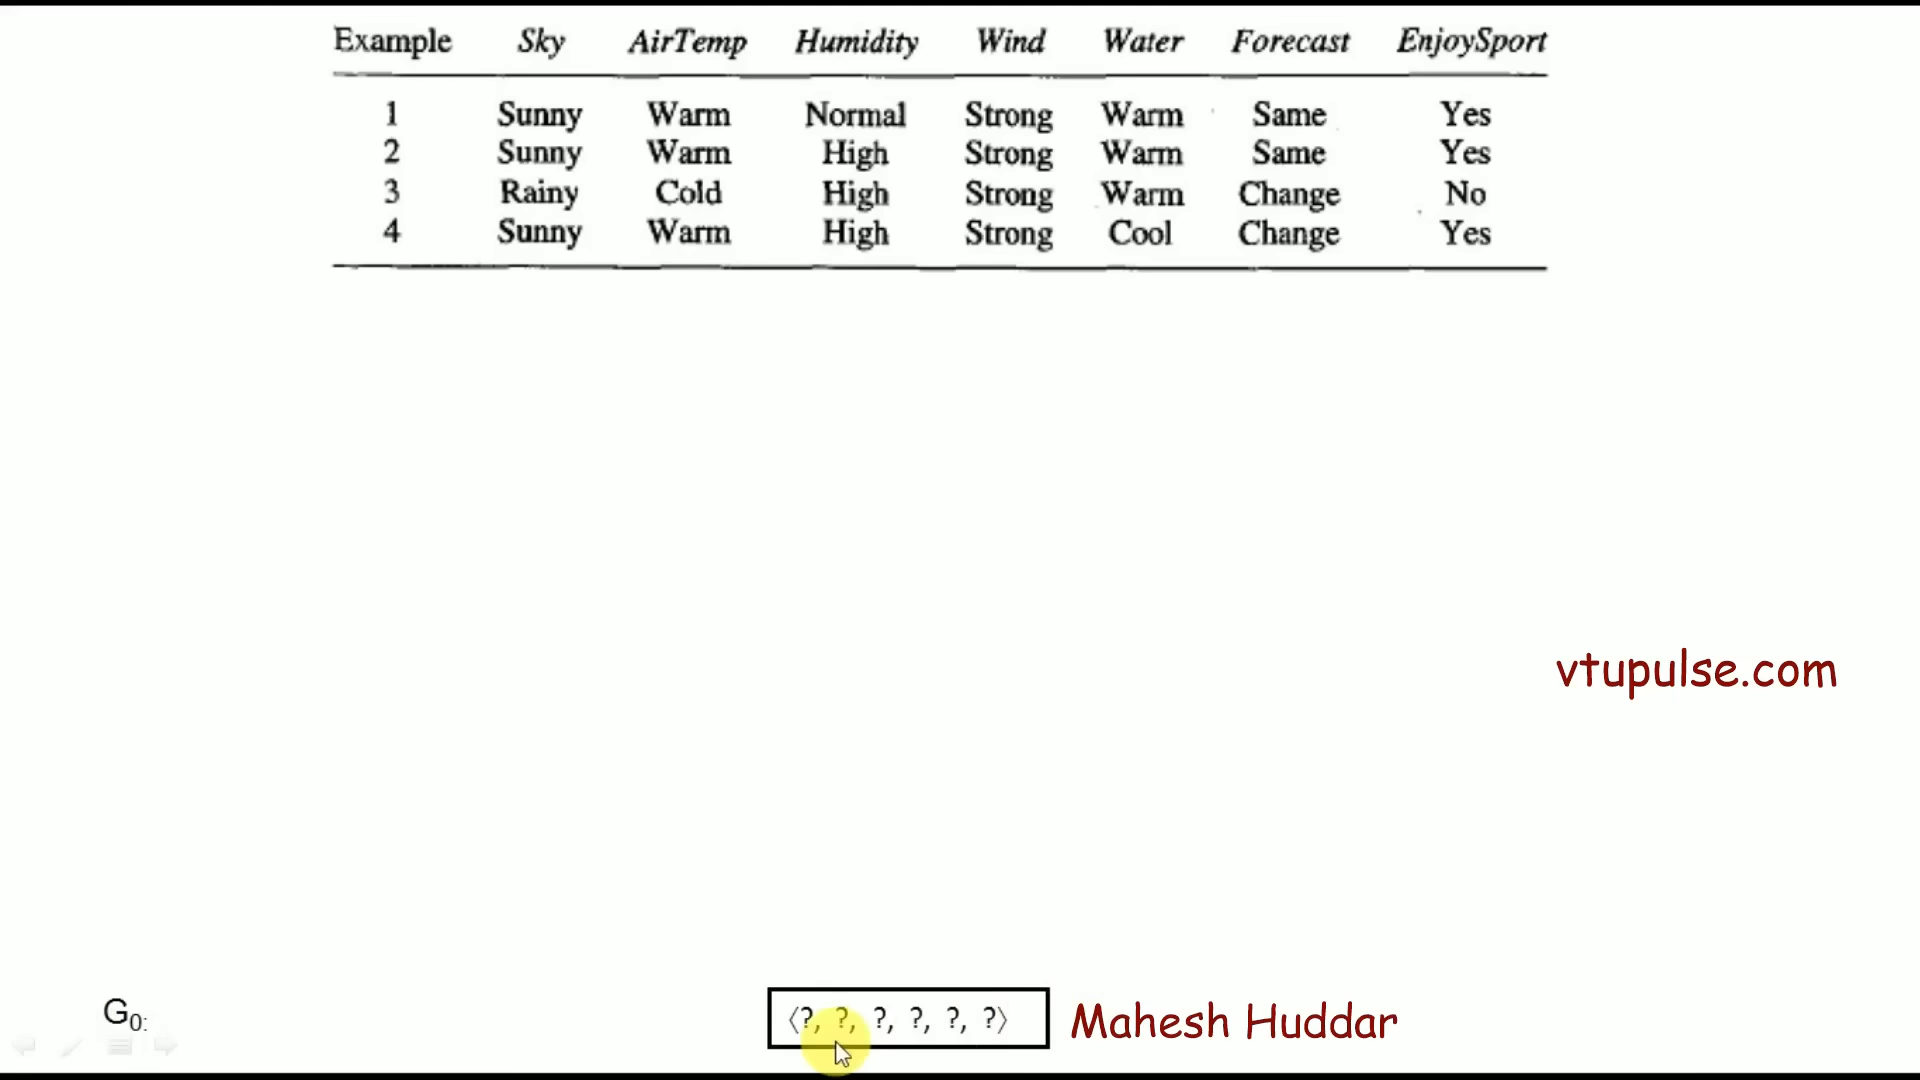 Example Sky AirTemp Humidity Wind Water Forecast EnjoySport
1 Sunny Warm Normal Strong Warm Same Yes
2 Sunny Warm High Strong Warm Same Yes
3 Rainy Cold High Strong Warm Change No
4 Sunny Warm High Strong Cool Change Yes
vtupulse.com
G0: ⟨?, ?, ?, ?, ?, ?⟩ Mahesh Huddar